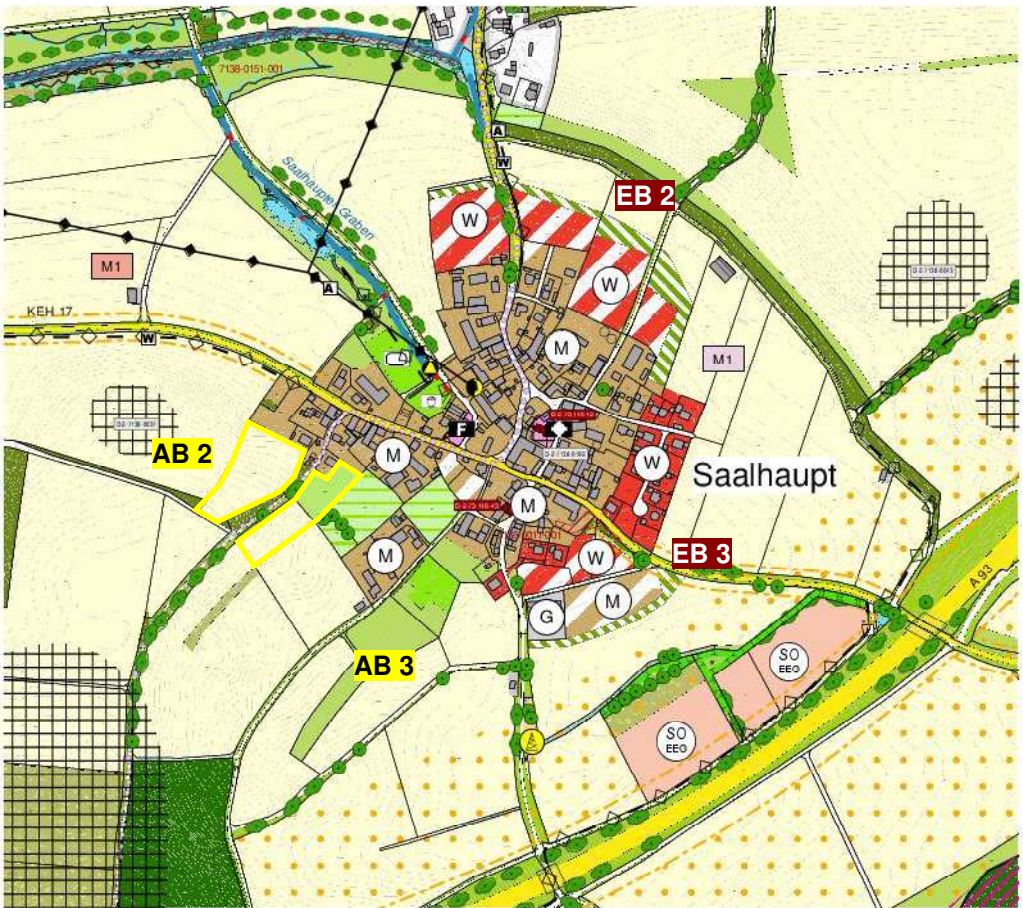 7138-0151-001
A
Saalhaupter Graben
W
EB 2
W
M1
A
W
KEH 17
W
M
M1
AB 2
F
M
W
Saalhaupt
M
EB 3
M
W
M
G
A 93
AB 3
SO
EEG
SO
EEG